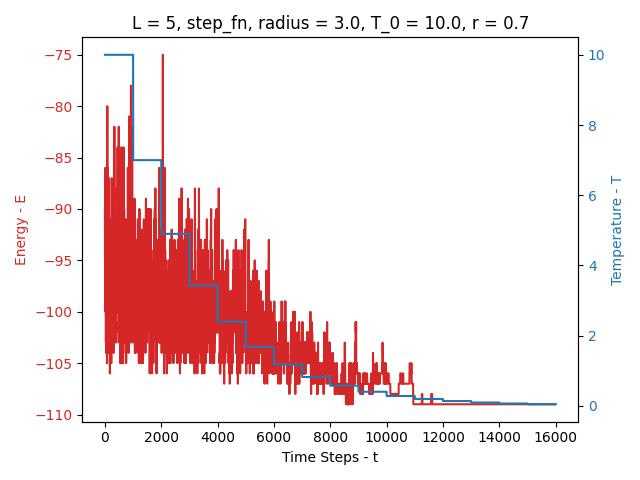 L = 5, step_fn, radius = 3.0, T_0 = 10.0, r = 0.7
−75
−80
−85
−90
−95
−100
−105
−110
Energy - E
10
8
6
4
2
0
Temperature - T
0 2000 4000 6000 8000 10000 12000 14000 16000
Time Steps - t